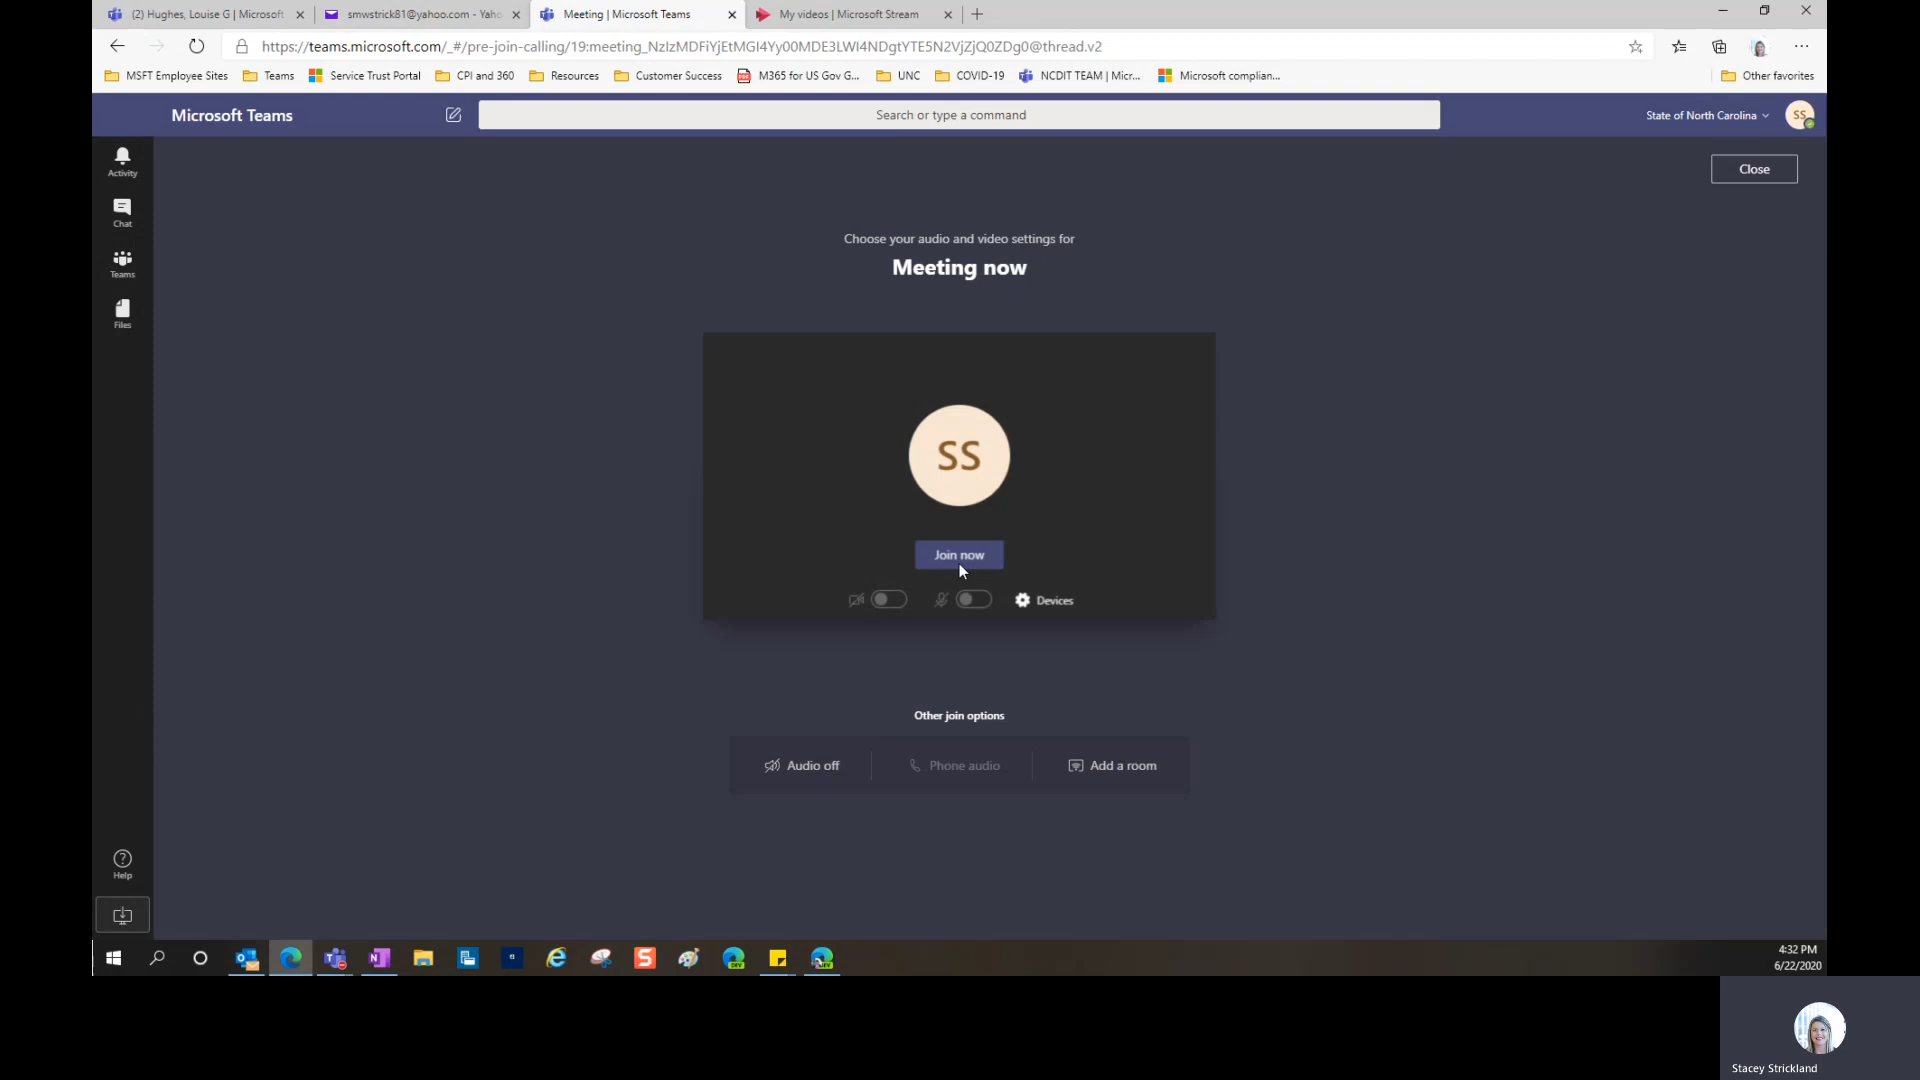 (2) Hughes, Louise G | Microsoft
smwstrick81@yahoo.com - Yaho
Meeting | Microsoft Teams
My videos | Microsoft Stream
https://teams.microsoft.com/_#/pre-join-calling/19:meeting_NzIzMDFiYjEtMGI4Yy00MDE3LWI4NDgtYTE5N2VjZjQ0ZDg0@thread.v2
MSFT Employee Sites
Teams
Service Trust Portal
CPI and 360
Resources
Customer Success
M365 for US Gov G...
UNC
COVID-19
NCDIT TEAM | Micr...
Microsoft complian...
Other favorites
Microsoft Teams
Search or type a command
State of North Carolina
SS
Activity
Chat
Teams
Files
Close
Choose your audio and video settings for
Meeting now
SS
Join now
Devices
Other join options
Audio off
Phone audio
Add a room
Help
4:32 PM
6/22/2020
Stacey Strickland